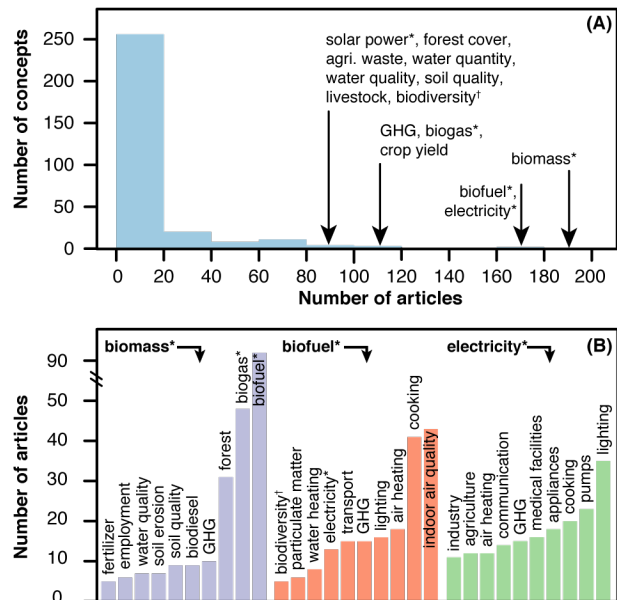 (A)
Number of concepts
250
200
150
100
50
0
solar power*, forest cover,
agri. waste, water quantity,
water quality, soil quality,
livestock, biodiversity†
GHG, biogas*,
crop yield
biomass*
biofuel*,
electricity*
0 20 40 60 80 100 120 140 160 180 200
Number of articles
(B)
Number of articles
90
50
40
30
20
10
0
biomass*
fertilizer
employment
water quality
soil erosion
soil quality
biodiesel
GHG
forest
biogas*
biofuel*
biofuel*
biodiversity†
particulate matter
water heating
electricity*
transport
GHG
lighting
air heating
cooking
indoor air quality
electricity*
industry
agriculture
air heating
communication
GHG
medical facilities
appliances
cooking
pumps
lighting